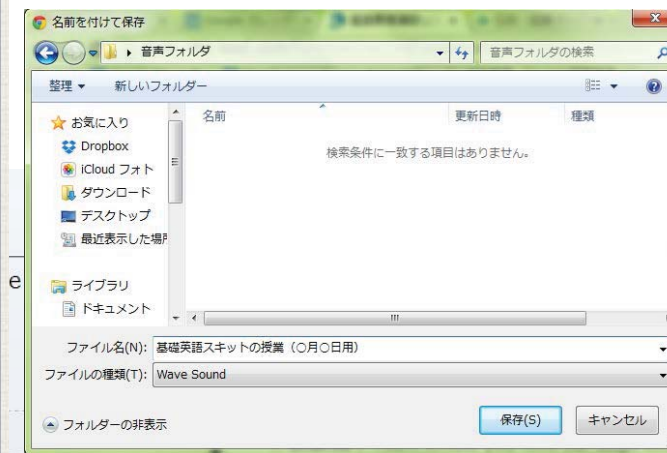 名前を付けて保存
音声フォルダ
音声フォルダの検索
整理
新しいフォルダー
名前
更新日時
種類
検索条件に一致する項目はありません。
お気に入り
Dropbox
iCloud フォト
ダウンロード
デスクトップ
最近表示した場所
ライブラリ
ドキュメント
e
ファイル名(N): 基礎英語スキットの授業（○月○日用）
ファイルの種類(T): Wave Sound
フォルダーの非表示
保存(S)
キャンセル